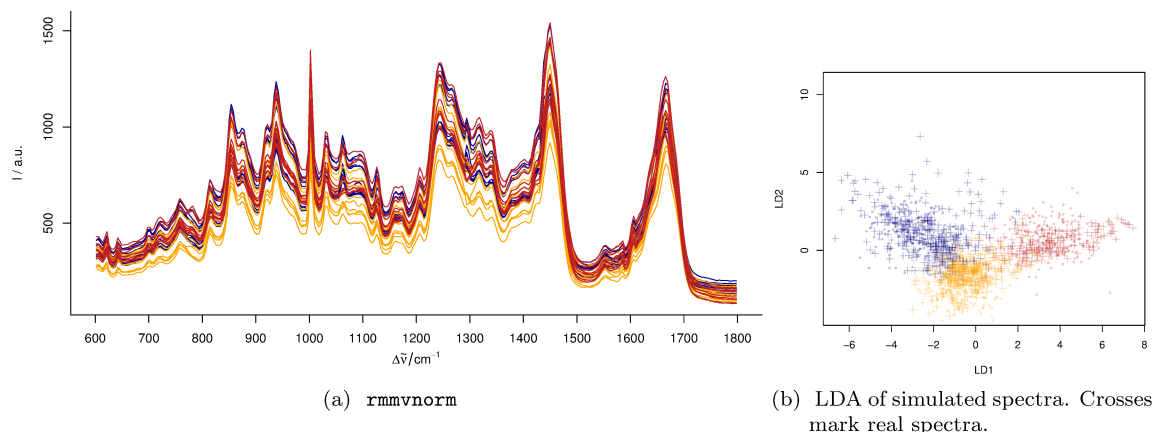 1500
1000
500
I / a.u.
600 700 800 900 1000 1100 1200 1300 1400 1500 1600 1700 1800
Δν̃/cm⁻¹
(a) rmmvnorm
10
5
0
LD2
−6 −4 −2 0 2 4 6 8
LD1
(b) LDA of simulated spectra. Crosses
mark real spectra.